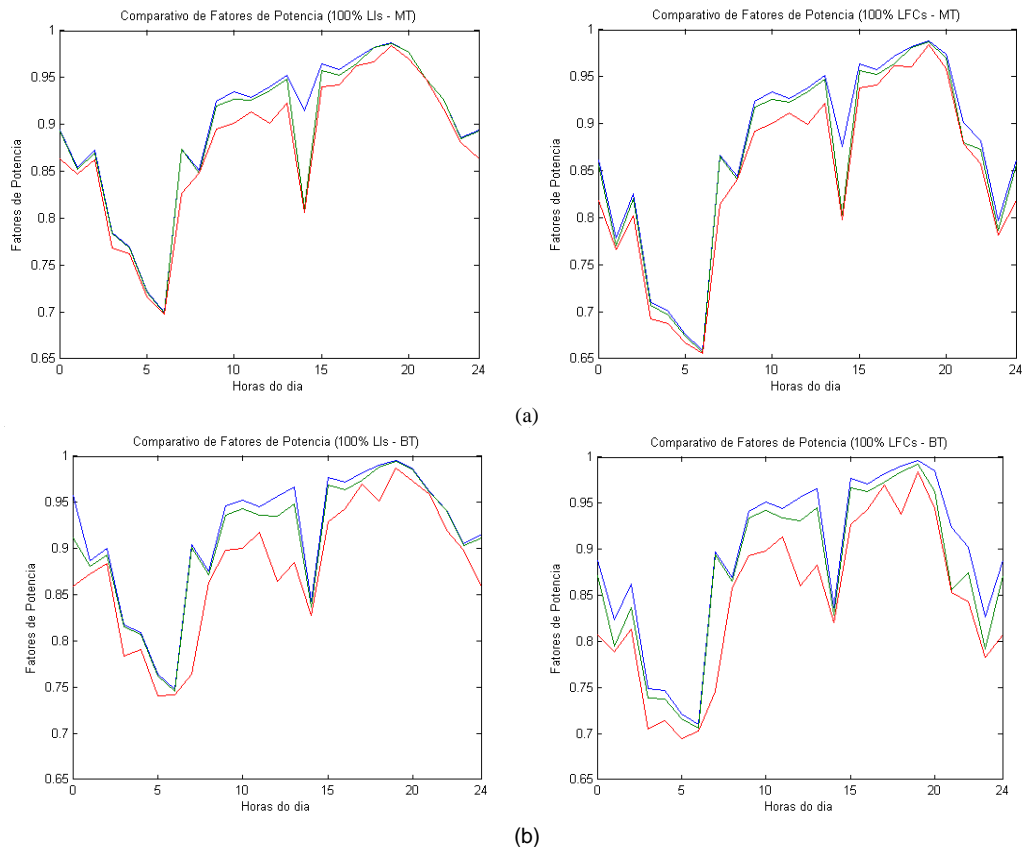 Comparativo de Fatores de Potencia (100% LIs - MT)
1
0.95
0.9
0.85
0.8
0.75
0.7
0.65
Fatores de Potencia
0 5 10 15 20 24
Horas do dia
Comparativo de Fatores de Potencia (100% LFCs - MT)
1
0.95
0.9
0.85
0.8
0.75
0.7
0.65
Fatores de Potencia
0 5 10 15 20 24
Horas do dia
(a)
Comparativo de Fatores de Potencia (100% LIs - BT)
1
0.95
0.9
0.85
0.8
0.75
0.7
0.65
Fatores de Potencia
0 5 10 15 20 24
Horas do dia
Comparativo de Fatores de Potencia (100% LFCs - BT)
1
0.95
0.9
0.85
0.8
0.75
0.7
0.65
Fatores de Potencia
0 5 10 15 20 24
Horas do dia
(b)